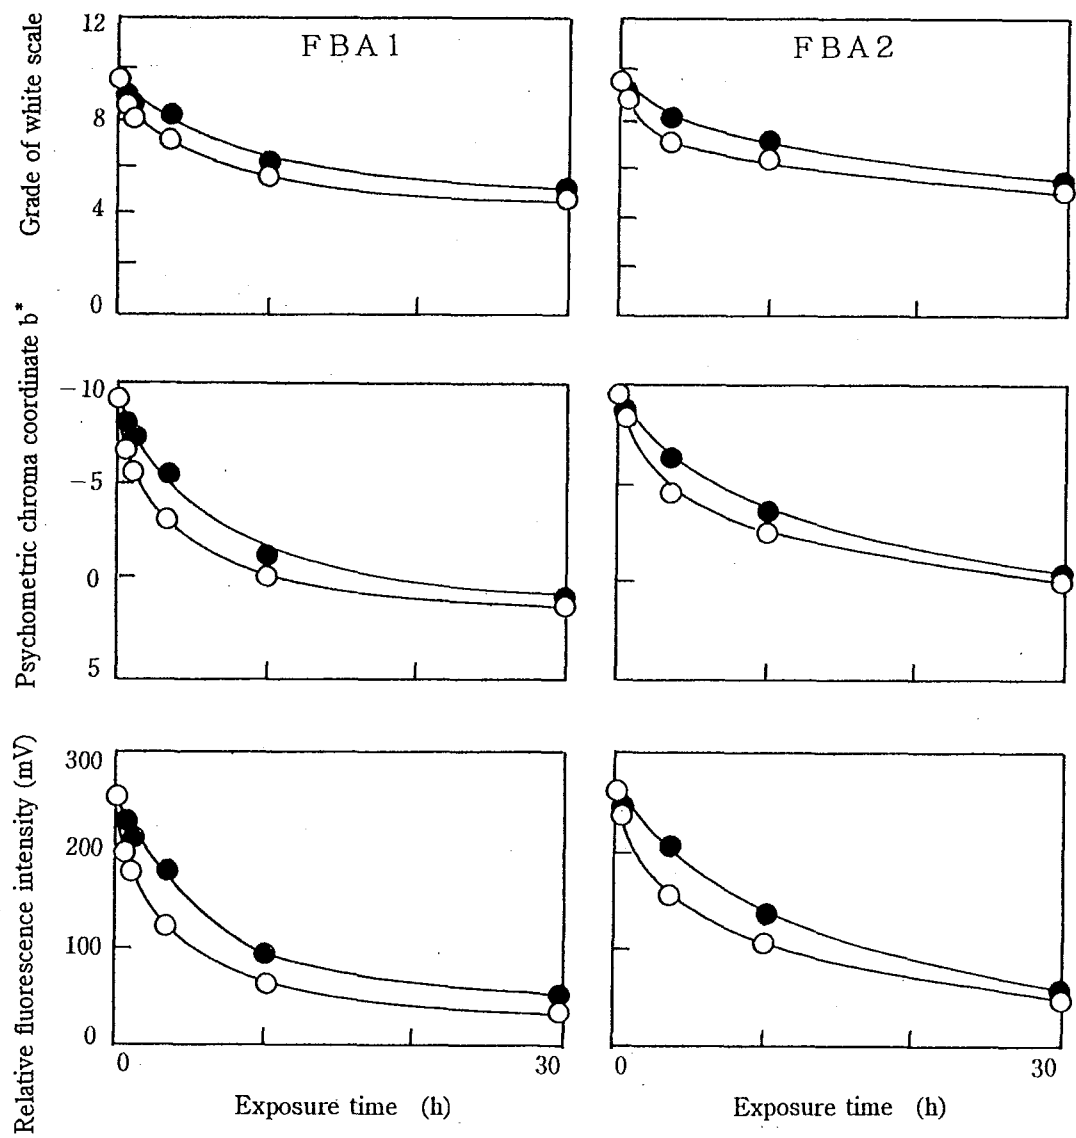 FBA1
FBA2
Grade of white scale
12
8
4
0
Psychometric chroma coordinate b*
−10
−5
0
5
Relative fluorescence intensity (mV)
300
200
100
0
0
30
0
30
Exposure time (h)
Exposure time (h)